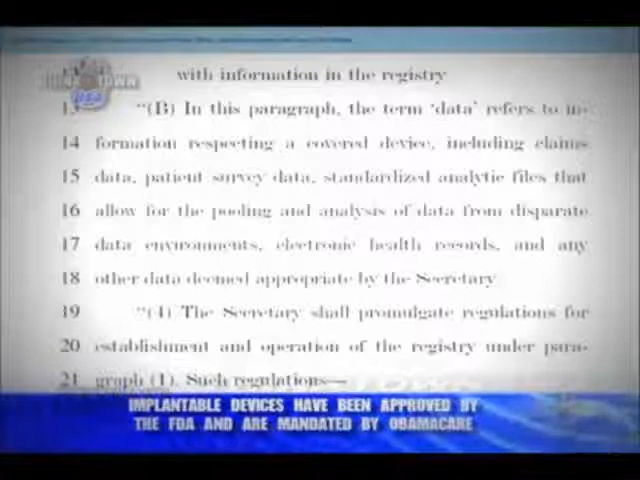 TOWN
USA
with information in the registry
13 "(B) In this paragraph, the term 'data' refers to in-
14 formation respecting a covered device, including claims
15 data, patient survey data, standardized analytic files that
16 allow for the pooling and analysis of data from disparate
17 data environments, electronic health records, and any
18 other data deemed appropriate by the Secretary
19 "(4) The Secretary shall promulgate regulations for
20 establishment and operation of the registry under para-
21 graph (1). Such regulations—
IMPLANTABLE DEVICES HAVE BEEN APPROVED BY
THE FDA AND ARE MANDATED BY OBAMACARE